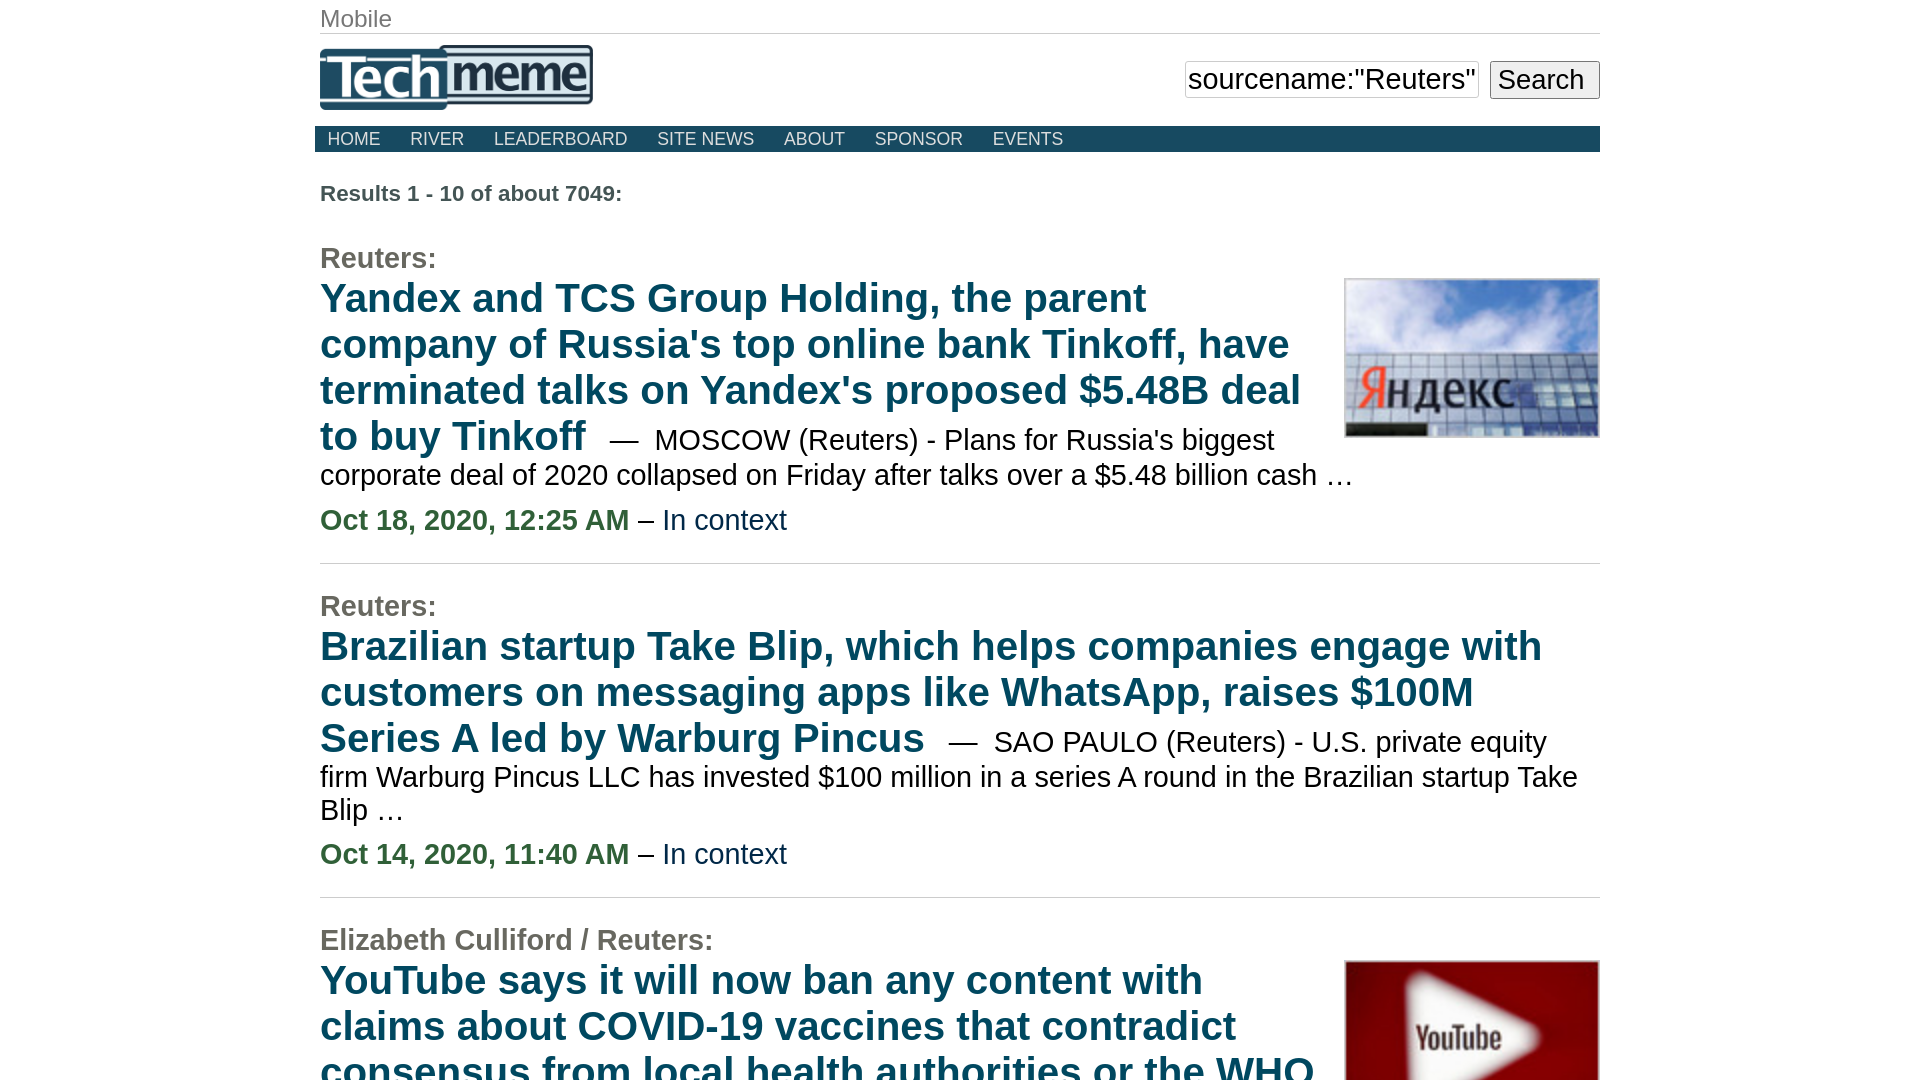 Mobile
Techmeme
sourcename:"Reuters"
Search
HOME RIVER LEADERBOARD SITE NEWS ABOUT SPONSOR EVENTS
Results 1 - 10 of about 7049:
Reuters:
Yandex and TCS Group Holding, the parent
company of Russia's top online bank Tinkoff, have
terminated talks on Yandex's proposed $5.48B deal
to buy Tinkoff — MOSCOW (Reuters) - Plans for Russia's biggest
corporate deal of 2020 collapsed on Friday after talks over a $5.48 billion cash …
Яндекс
Oct 18, 2020, 12:25 AM – In context
Reuters:
Brazilian startup Take Blip, which helps companies engage with
customers on messaging apps like WhatsApp, raises $100M
Series A led by Warburg Pincus — SAO PAULO (Reuters) - U.S. private equity
firm Warburg Pincus LLC has invested $100 million in a series A round in the Brazilian startup Take
Blip …
Oct 14, 2020, 11:40 AM – In context
Elizabeth Culliford / Reuters:
YouTube says it will now ban any content with
claims about COVID-19 vaccines that contradict
consensus from local health authorities or the WHO
YouTube